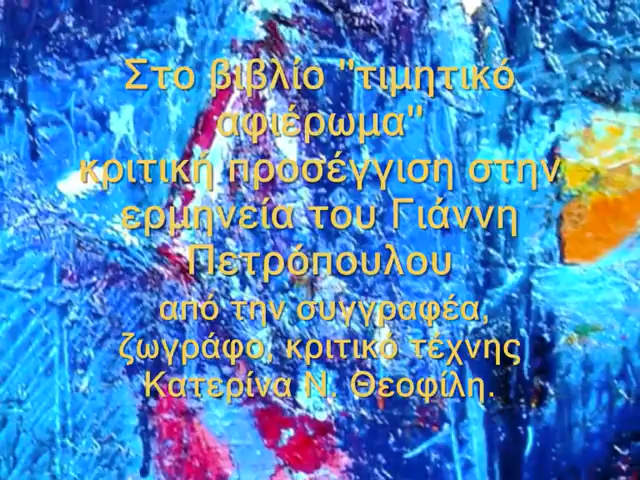 Στο βιβλίο "τιμητικό
αφιέρωμα"
κριτική προσέγγιση στην
ερμηνεία του Γιάννη
Πετρόπουλου
από την συγγραφέα,
ζωγράφο, κριτικό τέχνης
Κατερίνα Ν. Θεοφίλη.